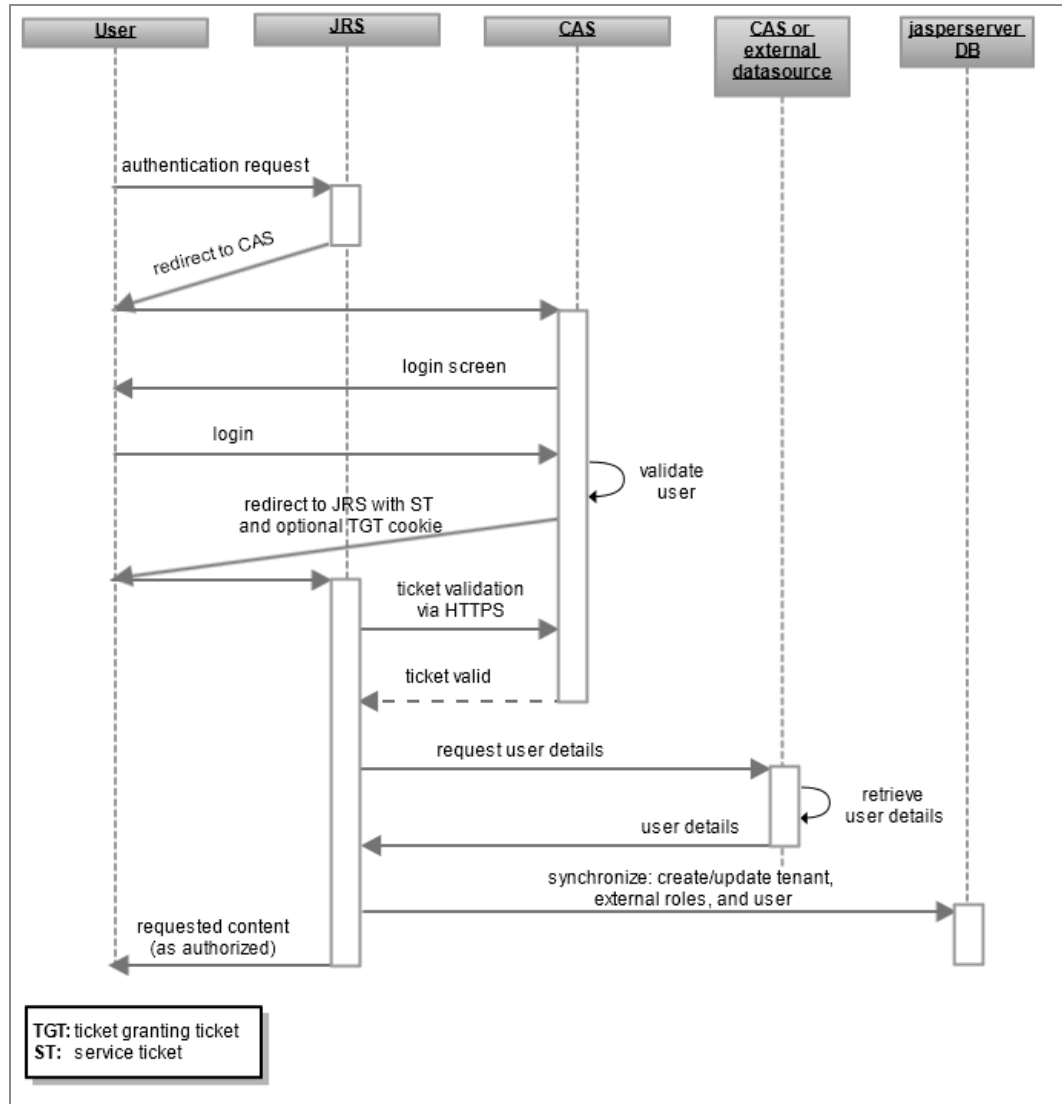 User
JRS
CAS
CAS or
external
datasource
jasperserver
DB
authentication request
redirect to CAS
login screen
login
validate
user
redirect to JRS with ST
and optional TGT cookie
ticket validation
via HTTPS
ticket valid
request user details
retrieve
user details
user details
synchronize: create/update tenant,
external roles, and user
requested content
(as authorized)
TGT: ticket granting ticket
ST: service ticket